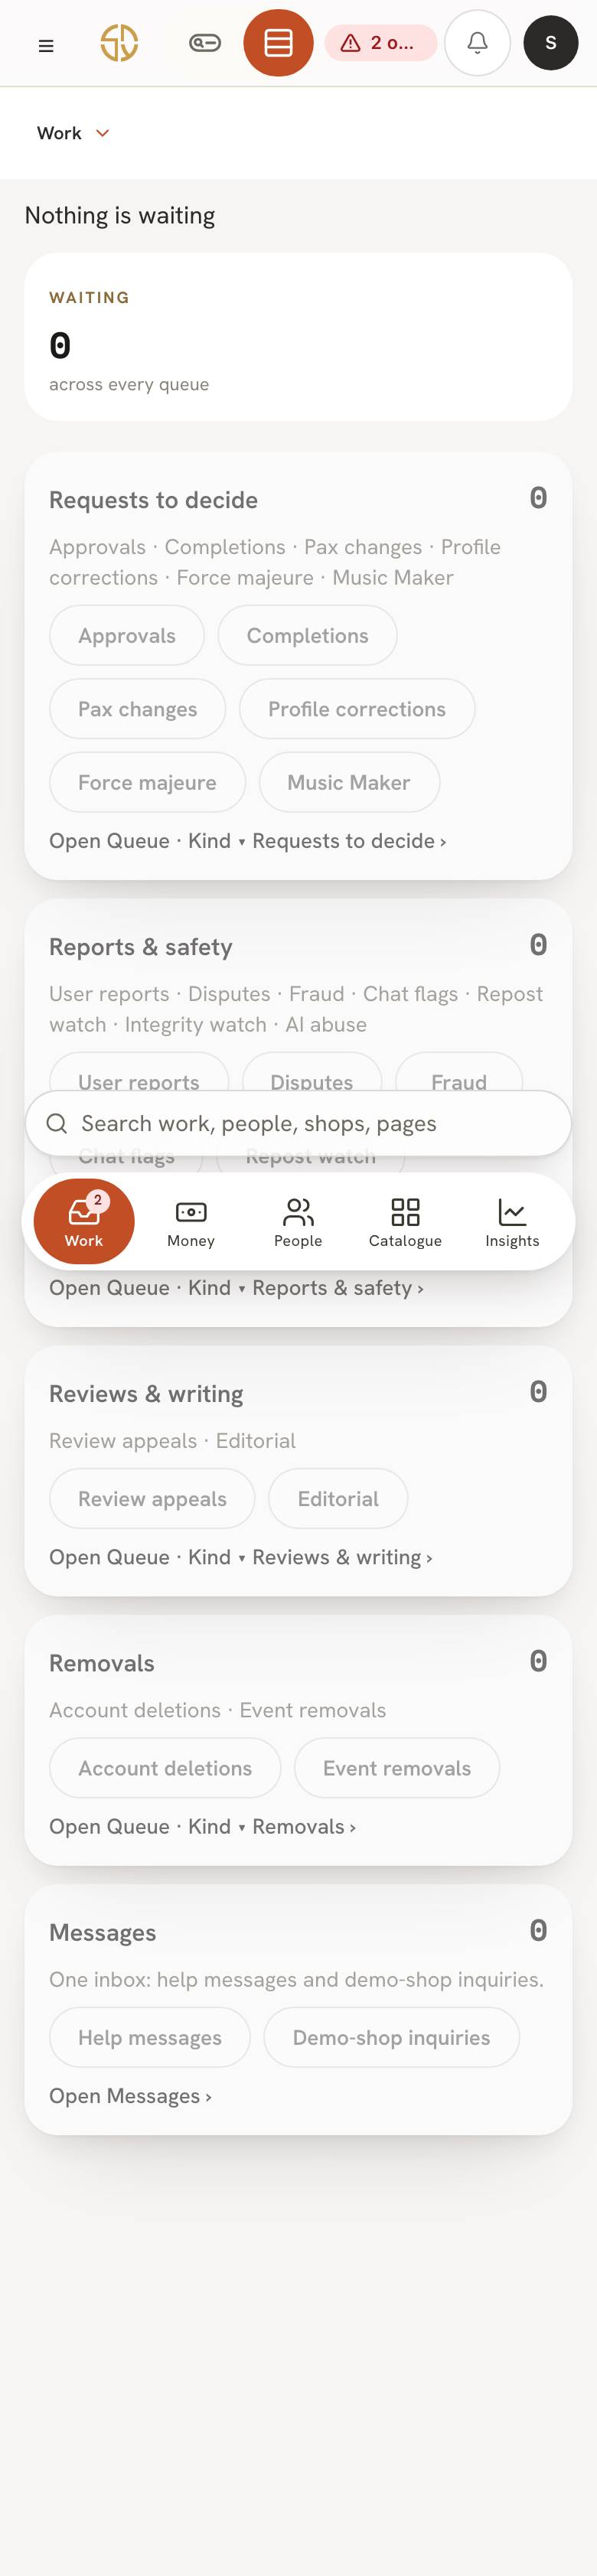 2 o...
S
Work
Nothing is waiting
WAITING
0
across every queue
Requests to decide 0
Approvals · Completions · Pax changes · Profile
corrections · Force majeure · Music Maker
Approvals Completions
Pax changes Profile corrections
Force majeure Music Maker
Open Queue · Kind ▾ Requests to decide ›
Reports & safety 0
User reports · Disputes · Fraud · Chat flags · Repost
watch · Integrity watch · AI abuse
User reports Disputes Fraud
Search work, people, shops, pages
Chat flags Repost watch
2
Work Money People Catalogue Insights
Open Queue · Kind ▾ Reports & safety ›
Reviews & writing 0
Review appeals · Editorial
Review appeals Editorial
Open Queue · Kind ▾ Reviews & writing ›
Removals 0
Account deletions · Event removals
Account deletions Event removals
Open Queue · Kind ▾ Removals ›
Messages 0
One inbox: help messages and demo-shop inquiries.
Help messages Demo-shop inquiries
Open Messages ›